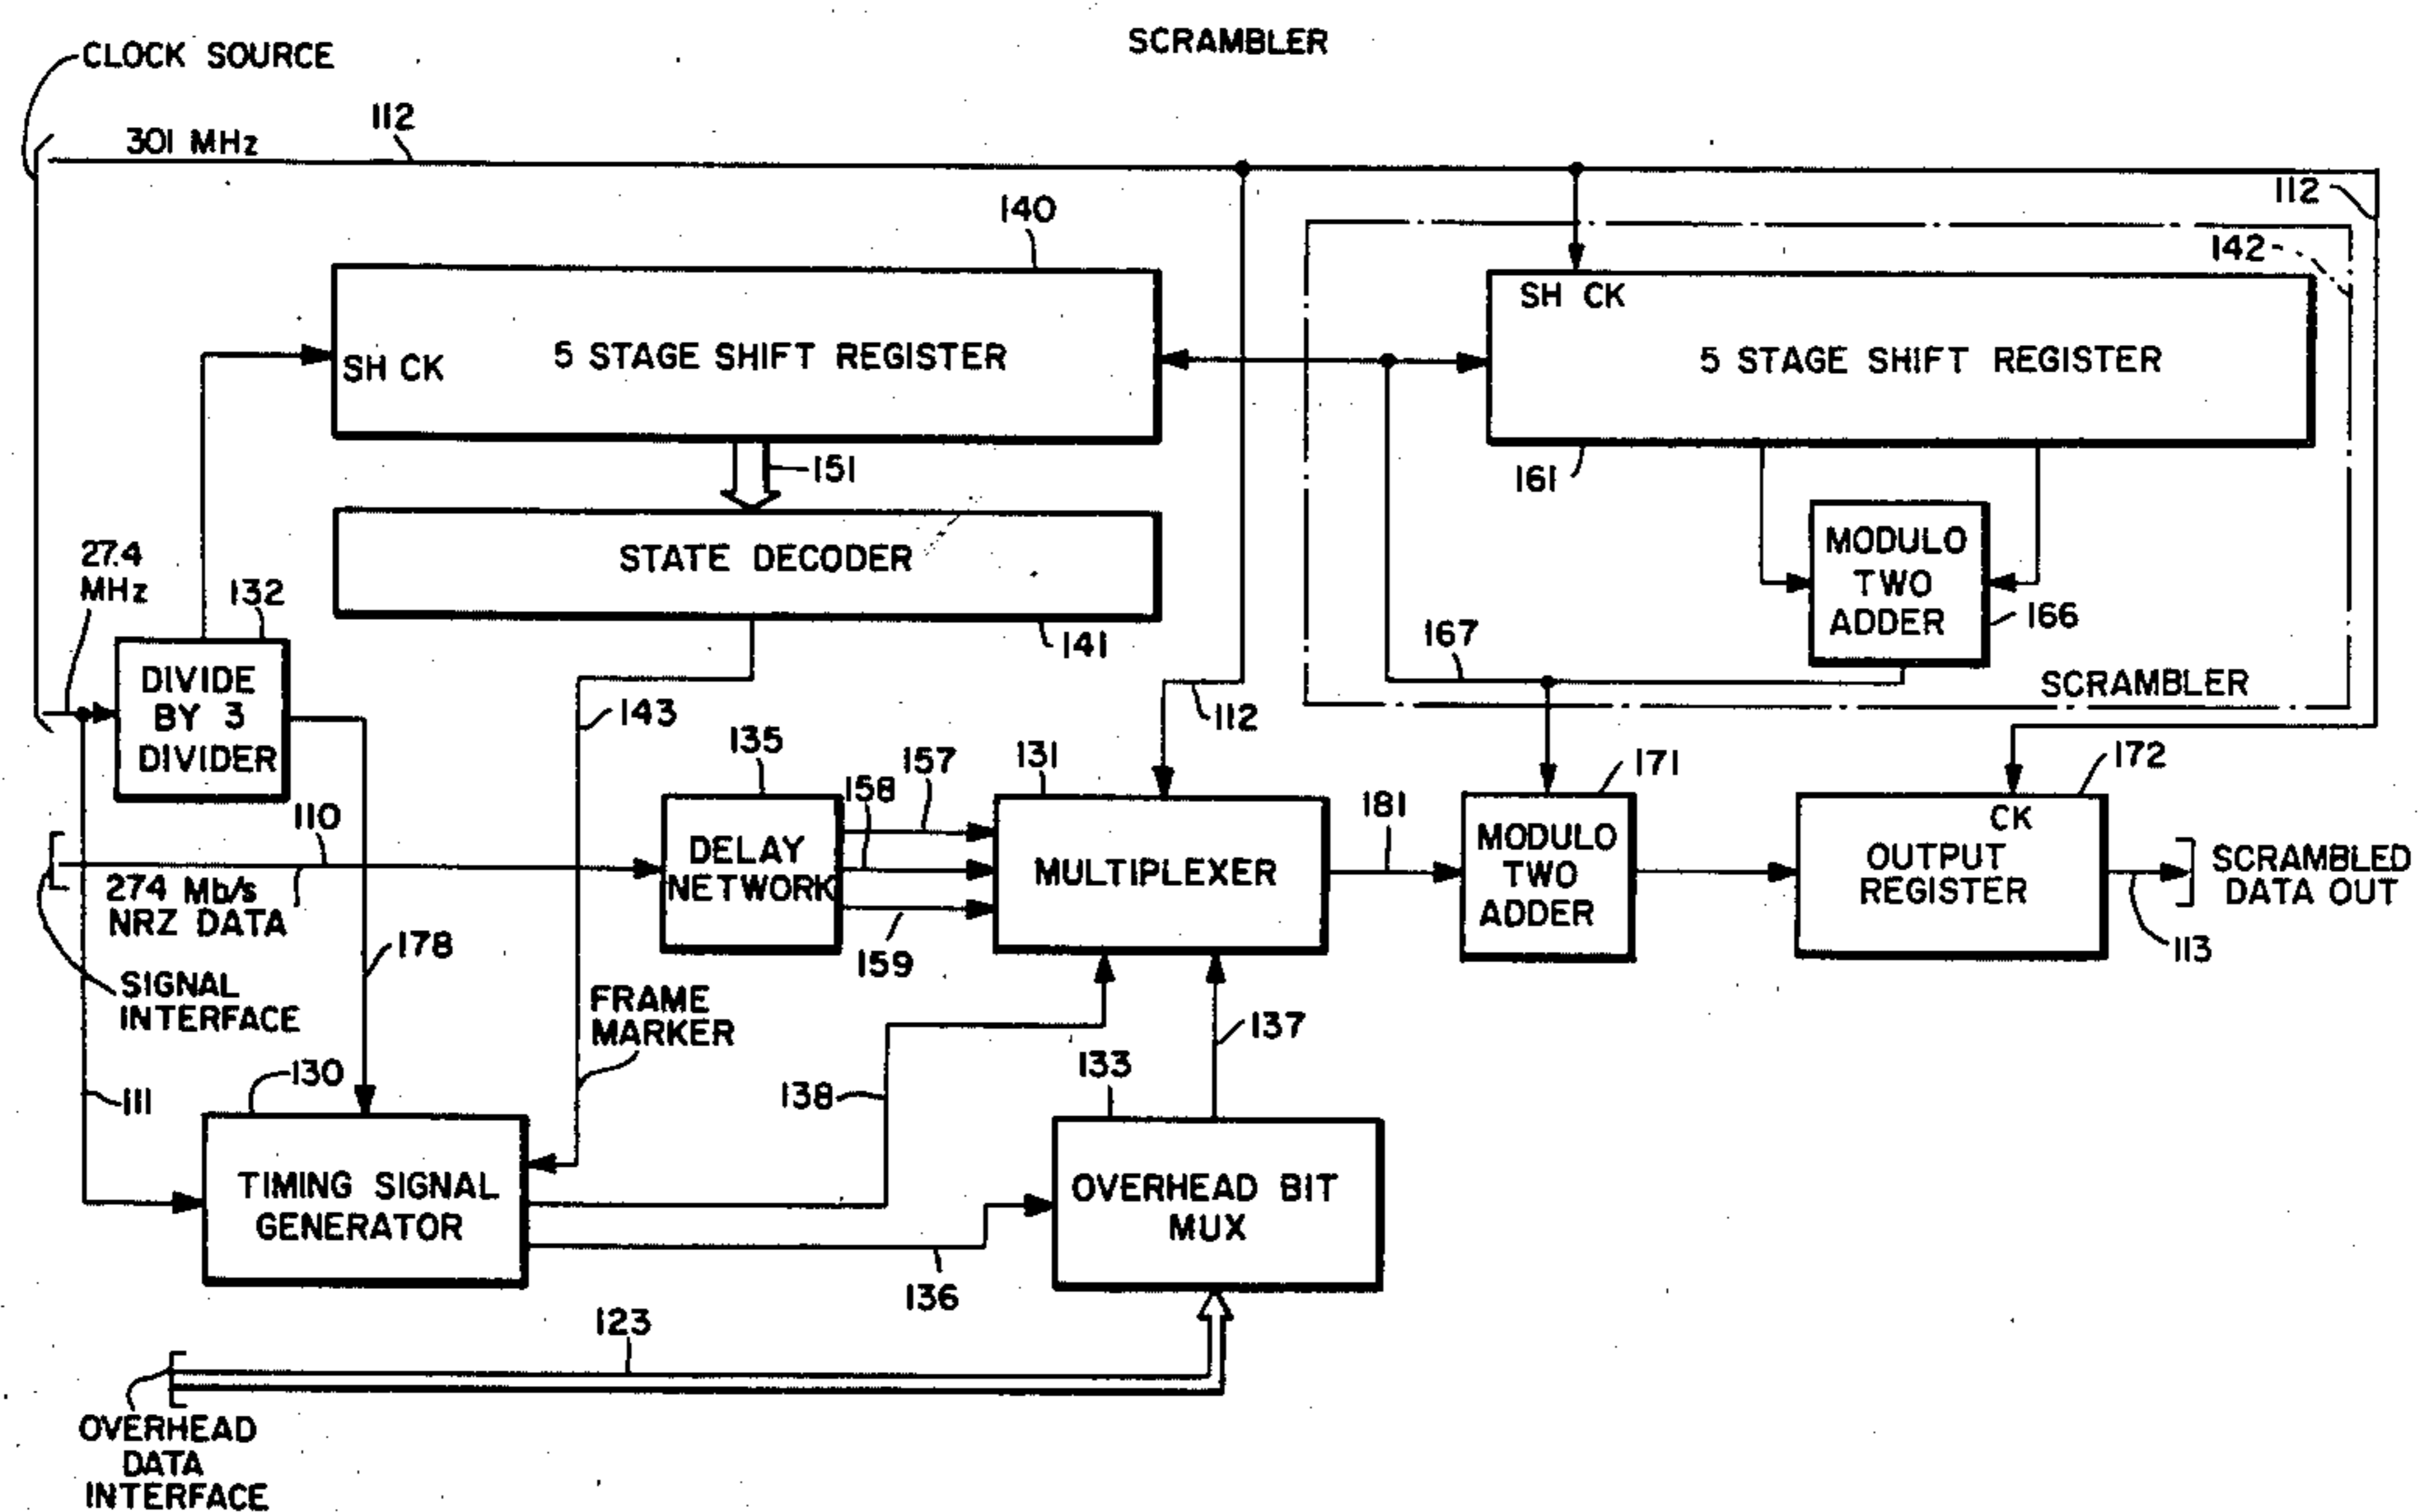 SCRAMBLER
CLOCK SOURCE
301 MHz
112
112
140
142
SH CK
5 STAGE SHIFT REGISTER
SH CK
5 STAGE SHIFT REGISTER
151
161
STATE DECODER
141
MODULO
TWO
ADDER
166
27.4
MHz
132
DIVIDE
BY 3
DIVIDER
143
167
SCRAMBLER
112
135
157
158
159
131
181
171
172
110
274 Mb/s
NRZ DATA
DELAY
NETWORK
MULTIPLEXER
MODULO
TWO
ADDER
CK
OUTPUT
REGISTER
SCRAMBLED
DATA OUT
113
178
SIGNAL
INTERFACE
FRAME
MARKER
137
111
130
138
133
TIMING SIGNAL
GENERATOR
OVERHEAD BIT
MUX
136
123
OVERHEAD
DATA
INTERFACE